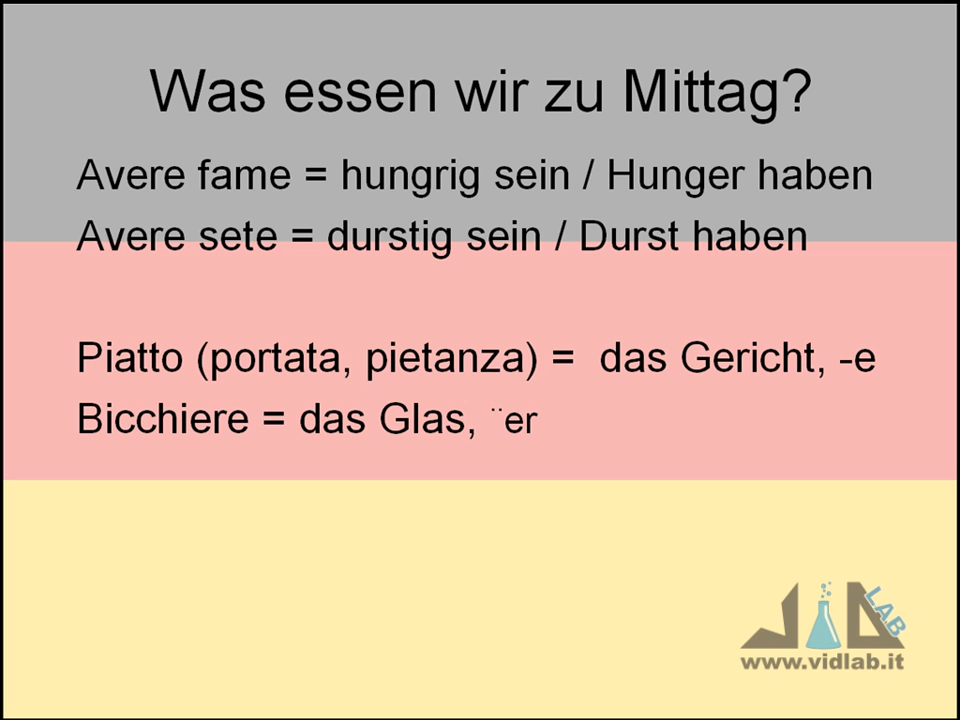 Was essen wir zu Mittag?
Avere fame = hungrig sein / Hunger haben
Avere sete = durstig sein / Durst haben
Piatto (portata, pietanza) = das Gericht, -e
Bicchiere = das Glas, ¨er
LAB
www.vidlab.it